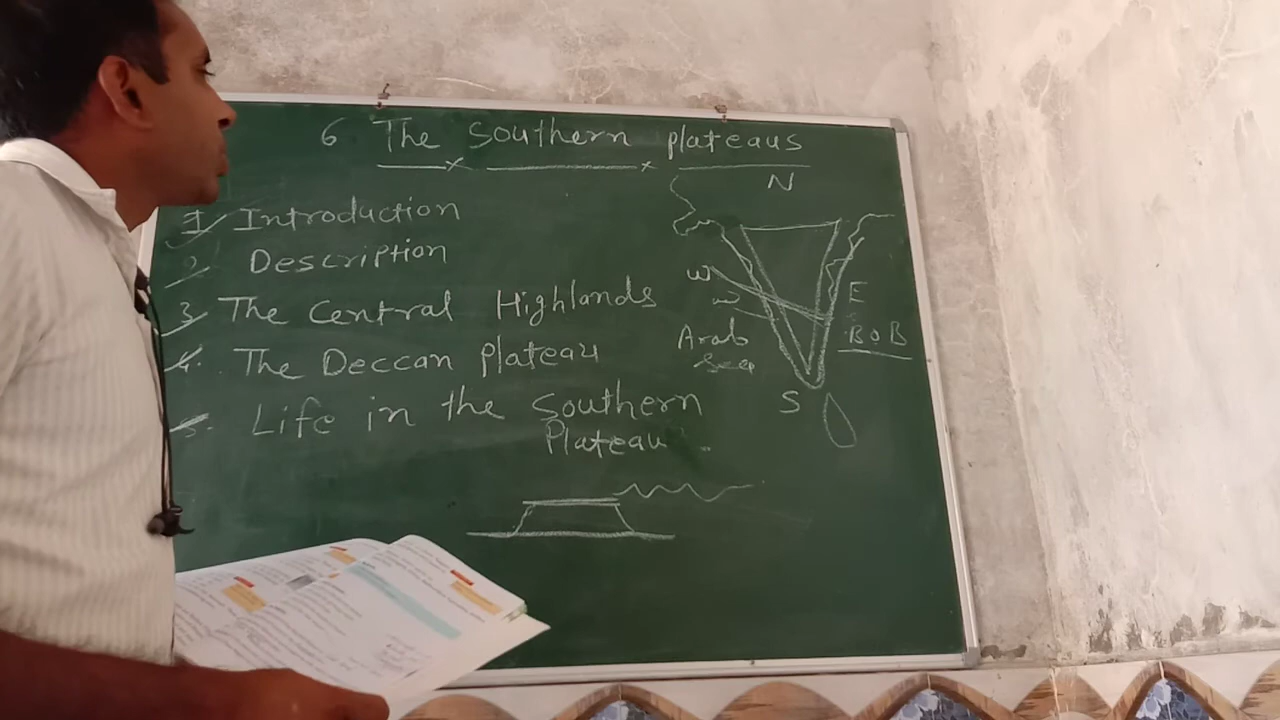 6 The Southern plateaus
1 Introduction
2 Description
3. The Central Highlands
4. The Deccan Plateau
5. Life in the Southern
Plateau
N
W
W
E
Arab
Sea
B.O.B
S